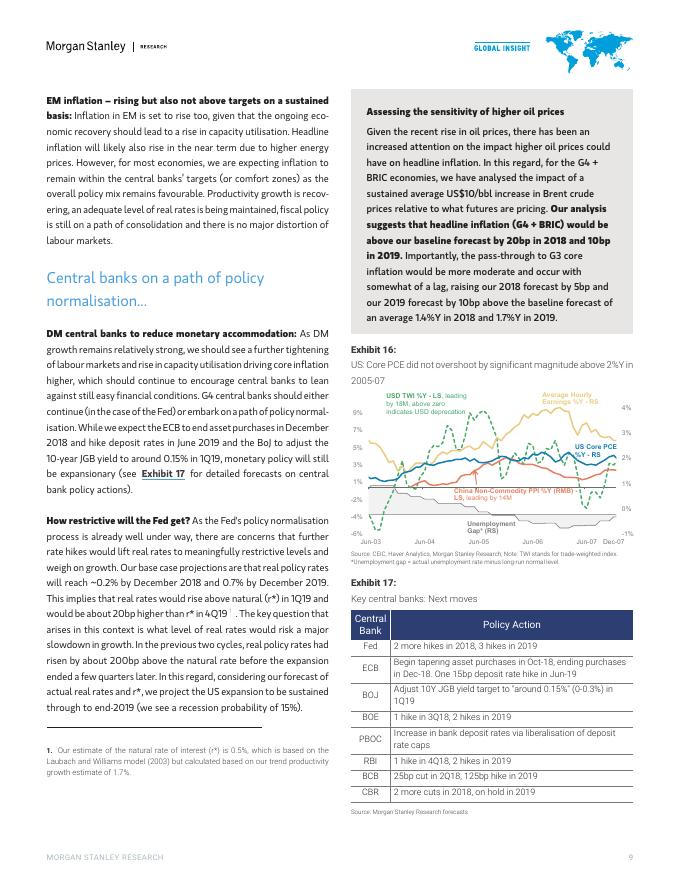 Morgan Stanley | RESEARCH
GLOBAL INSIGHT
EM inflation – rising but also not above targets on a sustained
basis: Inflation in EM is set to rise too, given that the ongoing eco-
nomic recovery should lead to a rise in capacity utilisation. Headline
inflation will likely also rise in the near term due to higher energy
prices. However, for most economies, we are expecting inflation to
remain within the central banks' targets (or comfort zones) as the
overall policy mix remains favourable. Productivity growth is recov-
ering, an adequate level of real rates is being maintained, fiscal policy
is still on a path of consolidation and there is no major distortion of
labour markets.
Central banks on a path of policy
normalisation...
DM central banks to reduce monetary accommodation: As DM
growth remains relatively strong, we should see a further tightening
of labour markets and rise in capacity utilisation driving core inflation
higher, which should continue to encourage central banks to lean
against still easy financial conditions. G4 central banks should either
continue (in the case of the Fed) or embark on a path of policy normal-
isation. While we expect the ECB to end asset purchases in December
2018 and hike deposit rates in June 2019 and the BoJ to adjust the
10-year JGB yield to around 0.15% in 1Q19, monetary policy will still
be expansionary (see Exhibit 17 for detailed forecasts on central
bank policy actions).
How restrictive will the Fed get? As the Fed's policy normalisation
process is already well under way, there are concerns that further
rate hikes would lift real rates to meaningfully restrictive levels and
weigh on growth. Our base case projections are that real policy rates
will reach ~0.2% by December 2018 and 0.7% by December 2019.
This implies that real rates would rise above natural (r*) in 1Q19 and
would be about 20bp higher than r* in 4Q19 1 . The key question that
arises in this context is what level of real rates would risk a major
slowdown in growth. In the previous two cycles, real policy rates had
risen by about 200bp above the natural rate before the expansion
ended a few quarters later. In this regard, considering our forecast of
actual real rates and r*, we project the US expansion to be sustained
through to end-2019 (we see a recession probability of 15%).
1. Our estimate of the natural rate of interest (r*) is 0.5%, which is based on the
Laubach and Williams model (2003) but calculated based on our trend productivity
growth estimate of 1.7%.
Assessing the sensitivity of higher oil prices
Given the recent rise in oil prices, there has been an
increased attention on the impact higher oil prices could
have on headline inflation. In this regard, for the G4 +
BRIC economies, we have analysed the impact of a
sustained average US$10/bbl increase in Brent crude
prices relative to what futures are pricing. Our analysis
suggests that headline inflation (G4 + BRIC) would be
above our baseline forecast by 20bp in 2018 and 10bp
in 2019. Importantly, the pass-through to G3 core
inflation would be more moderate and occur with
somewhat of a lag, raising our 2018 forecast by 5bp and
our 2019 forecast by 10bp above the baseline forecast of
an average 1.4%Y in 2018 and 1.7%Y in 2019.
Exhibit 16:
US: Core PCE did not overshoot by significant magnitude above 2%Y in
2005-07
USD TWI %Y - LS, leading
by 18M, above zero
indicates USD depreciation
Average Hourly
Earnings %Y - RS
US Core PCE
%Y - RS
China Non-Commodity PPI %Y (RMB) -
LS, leading by 14M
Unemployment
Gap* (RS)
9%
7%
5%
3%
1%
-2%
-4%
-6%
4%
3%
2%
1%
0%
-1%
Jun-03 Jun-04 Jun-05 Jun-06 Jun-07 Dec-07
Source: CEIC, Haver Analytics, Morgan Stanley Research; Note: TWI stands for trade-weighted index.
*Unemployment gap = actual unemployment rate minus long-run normal level.
Exhibit 17:
Key central banks: Next moves
Central
Bank
Policy Action
Fed 2 more hikes in 2018, 3 hikes in 2019
ECB Begin tapering asset purchases in Oct-18, ending purchases
in Dec-18. One 15bp deposit rate hike in Jun-19
BOJ Adjust 10Y JGB yield target to "around 0.15%" (0-0.3%) in
1Q19
BOE 1 hike in 3Q18, 2 hikes in 2019
PBOC Increase in bank deposit rates via liberalisation of deposit
rate caps
RBI 1 hike in 4Q18, 2 hikes in 2019
BCB 25bp cut in 2Q18, 125bp hike in 2019
CBR 2 more cuts in 2018, on hold in 2019
Source: Morgan Stanley Research forecasts
MORGAN STANLEY RESEARCH
9